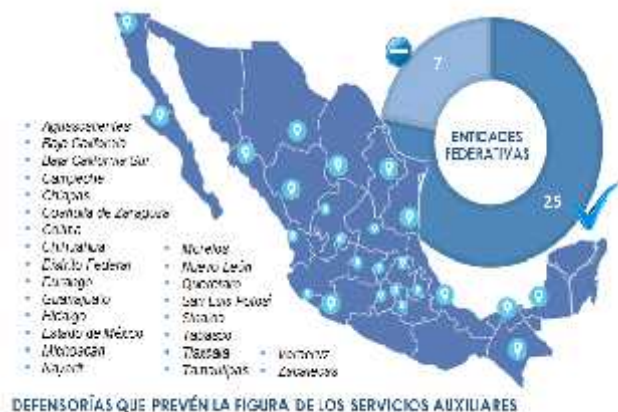 7
ENTIDADES
FEDERATIVAS
25
Aguascalientes
Baja California
Baja California Sur
Campeche
Chiapas
Coahuila de Zaragoza
Colima
Chihuahua
Distrito Federal
Durango
Guanajuato
Hidalgo
Estado de México
Michoacán
Nayarit
Morelos
Nuevo León
Querétaro
San Luis Potosí
Sinaloa
Tabasco
Tlaxcala
Tamaulipas
Veracruz
Zacatecas
DEFENSORÍAS QUE PREVÉN LA FIGURA DE LOS SERVICIOS AUXILIARES